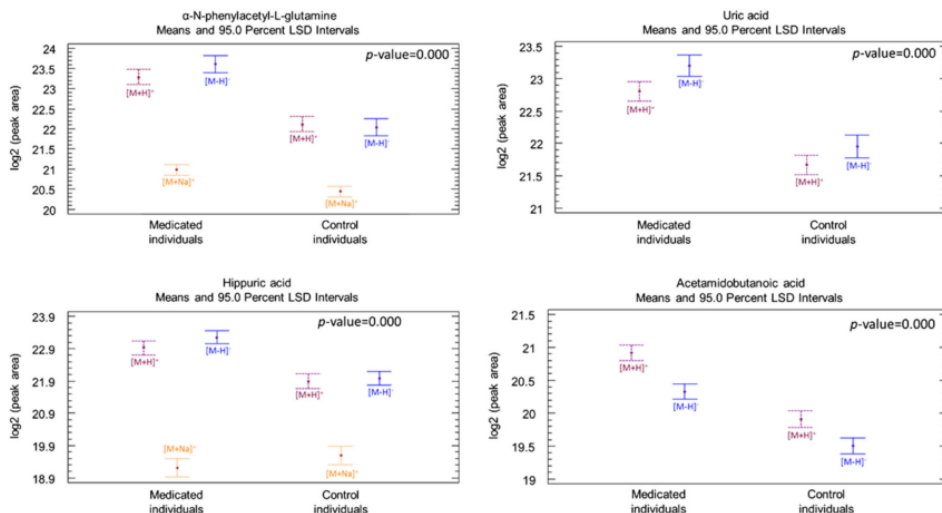 α-N-phenylacetyl-L-glutamine
Means and 95.0 Percent LSD Intervals
p-value=0.000
log2 (peak area)
24
23.5
23
22.5
22
21.5
21
20.5
20
[M+H]⁺
[M-H]⁻
[M+Na]⁺
[M+H]⁺
[M-H]⁻
[M+Na]⁺
Medicated
individuals
Control
individuals
Uric acid
Means and 95.0 Percent LSD Intervals
p-value=0.000
log2 (peak area)
23.5
23
22.5
22
21.5
21
[M+H]⁺
[M-H]⁻
[M+H]⁺
[M-H]⁻
Medicated
individuals
Control
individuals
Hippuric acid
Means and 95.0 Percent LSD Intervals
p-value=0.000
log2 (peak area)
23.9
22.9
21.9
20.9
19.9
18.9
[M+H]⁺
[M-H]⁻
[M+Na]⁺
[M+H]⁺
[M-H]⁻
[M+Na]⁺
Medicated
individuals
Control
individuals
Acetamidobutanoic acid
Means and 95.0 Percent LSD Intervals
p-value=0.000
log2 (peak area)
21.5
21
20.5
20
19.5
19
[M+H]⁺
[M-H]⁻
[M+H]⁺
[M-H]⁻
Medicated
individuals
Control
individuals